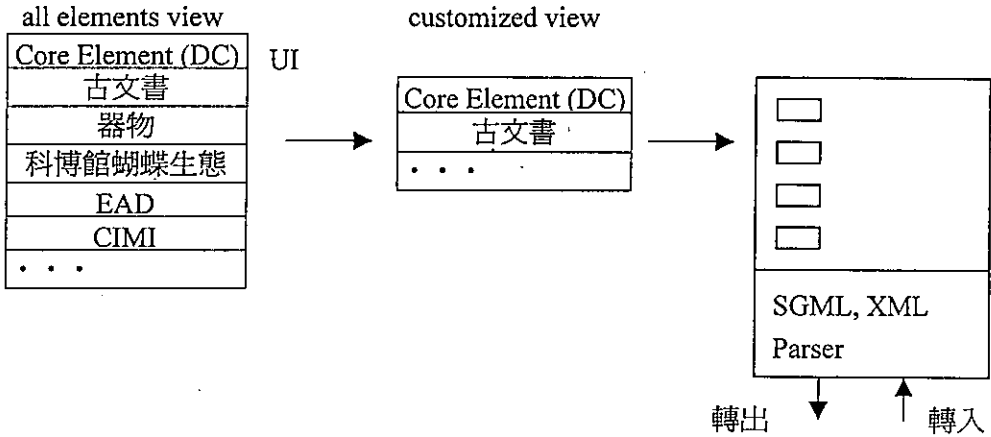 all elements view
Core Element (DC)
古文書
器物
科博館蝴蝶生態
EAD
CIMI
・・・
UI
customized view
Core Element (DC)
古文書
・・・
SGML, XML
Parser
轉出
轉入